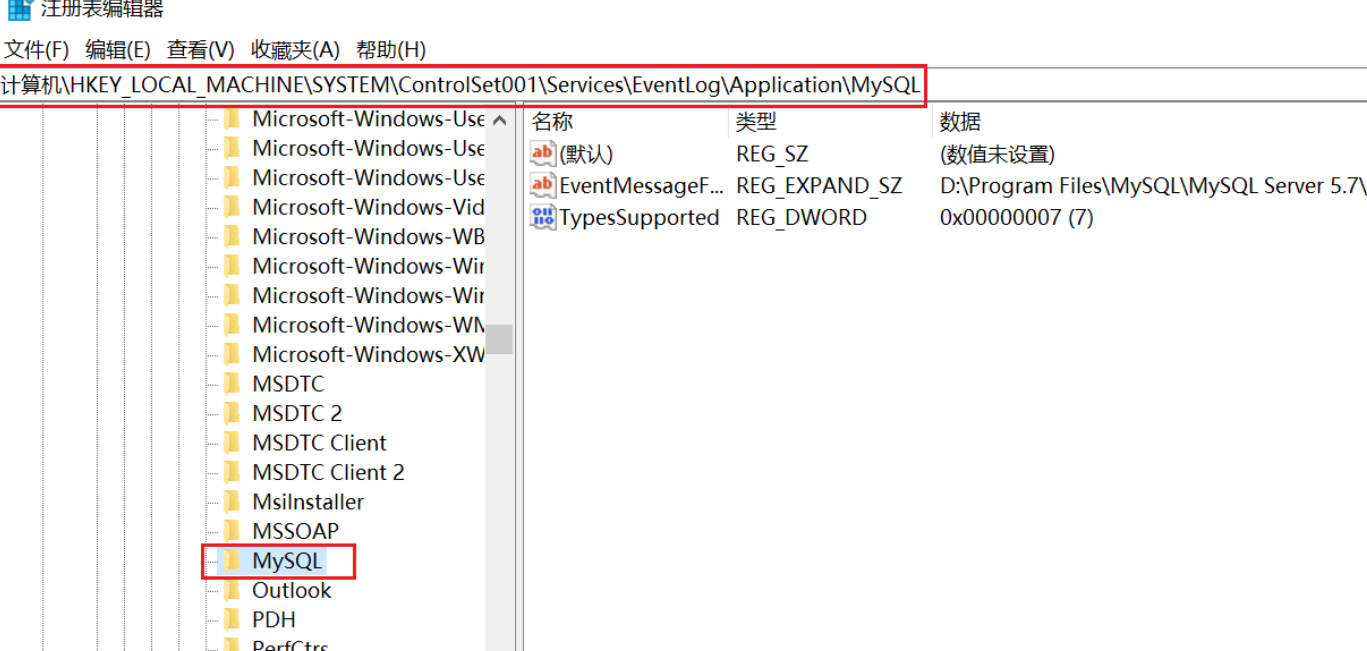 注册表编辑器
文件(F) 编辑(E) 查看(V) 收藏夹(A) 帮助(H)
计算机\HKEY_LOCAL_MACHINE\SYSTEM\ControlSet001\Services\EventLog\Application\MySQL
Microsoft-Windows-Use
Microsoft-Windows-Use
Microsoft-Windows-Use
Microsoft-Windows-Vid
Microsoft-Windows-WB
Microsoft-Windows-Wir
Microsoft-Windows-Wir
Microsoft-Windows-WM
Microsoft-Windows-XW
MSDTC
MSDTC 2
MSDTC Client
MSDTC Client 2
MsiInstaller
MSSOAP
MySQL
Outlook
PDH
PerfCtrs
名称 类型 数据
(默认) REG_SZ (数值未设置)
EventMessageF... REG_EXPAND_SZ D:\Program Files\MySQL\MySQL Server 5.7\
TypesSupported REG_DWORD 0x00000007 (7)